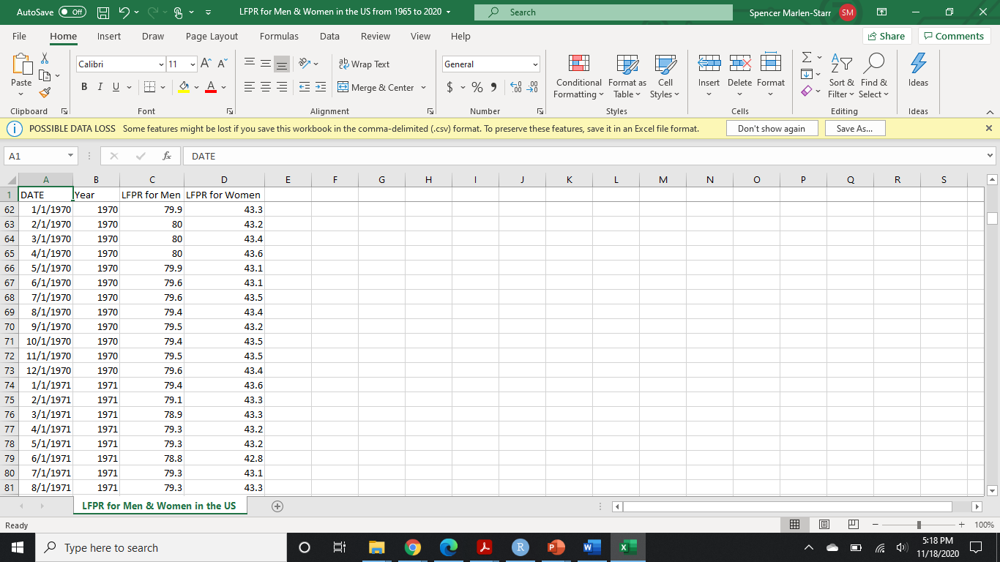 AutoSave Off LFPR for Men & Women in the US from 1965 to 2020 Search Spencer Marlen-Starr SM
File Home Insert Draw Page Layout Formulas Data Review View Help Share Comments
Paste Calibri 11 A A ab Wrap Text General Conditional Formatting Format as Table Cell Styles Insert Delete Format Sort & Filter Find & Select Ideas
B I U A Merge & Center $ % 9
Clipboard Font Alignment Number Styles Cells Editing Ideas
POSSIBLE DATA LOSS Some features might be lost if you save this workbook in the comma-delimited (.csv) format. To preserve these features, save it in an Excel file format. Don't show again Save As...
A1 fx DATE
A B C D E F G H I J K L M N O P Q R S
1 DATE Year LFPR for Men LFPR for Women
62 1/1/1970 1970 79.9 43.3
63 2/1/1970 1970 80 43.2
64 3/1/1970 1970 80 43.4
65 4/1/1970 1970 80 43.6
66 5/1/1970 1970 79.9 43.1
67 6/1/1970 1970 79.6 43.1
68 7/1/1970 1970 79.6 43.5
69 8/1/1970 1970 79.4 43.4
70 9/1/1970 1970 79.5 43.2
71 10/1/1970 1970 79.4 43.5
72 11/1/1970 1970 79.5 43.5
73 12/1/1970 1970 79.6 43.4
74 1/1/1971 1971 79.4 43.6
75 2/1/1971 1971 79.1 43.3
76 3/1/1971 1971 78.9 43.3
77 4/1/1971 1971 79.3 43.2
78 5/1/1971 1971 79.3 43.2
79 6/1/1971 1971 78.8 42.8
80 7/1/1971 1971 79.3 43.1
81 8/1/1971 1971 79.3 43.3
LFPR for Men & Women in the US
Ready 100%
Type here to search 5:18 PM
11/18/2020